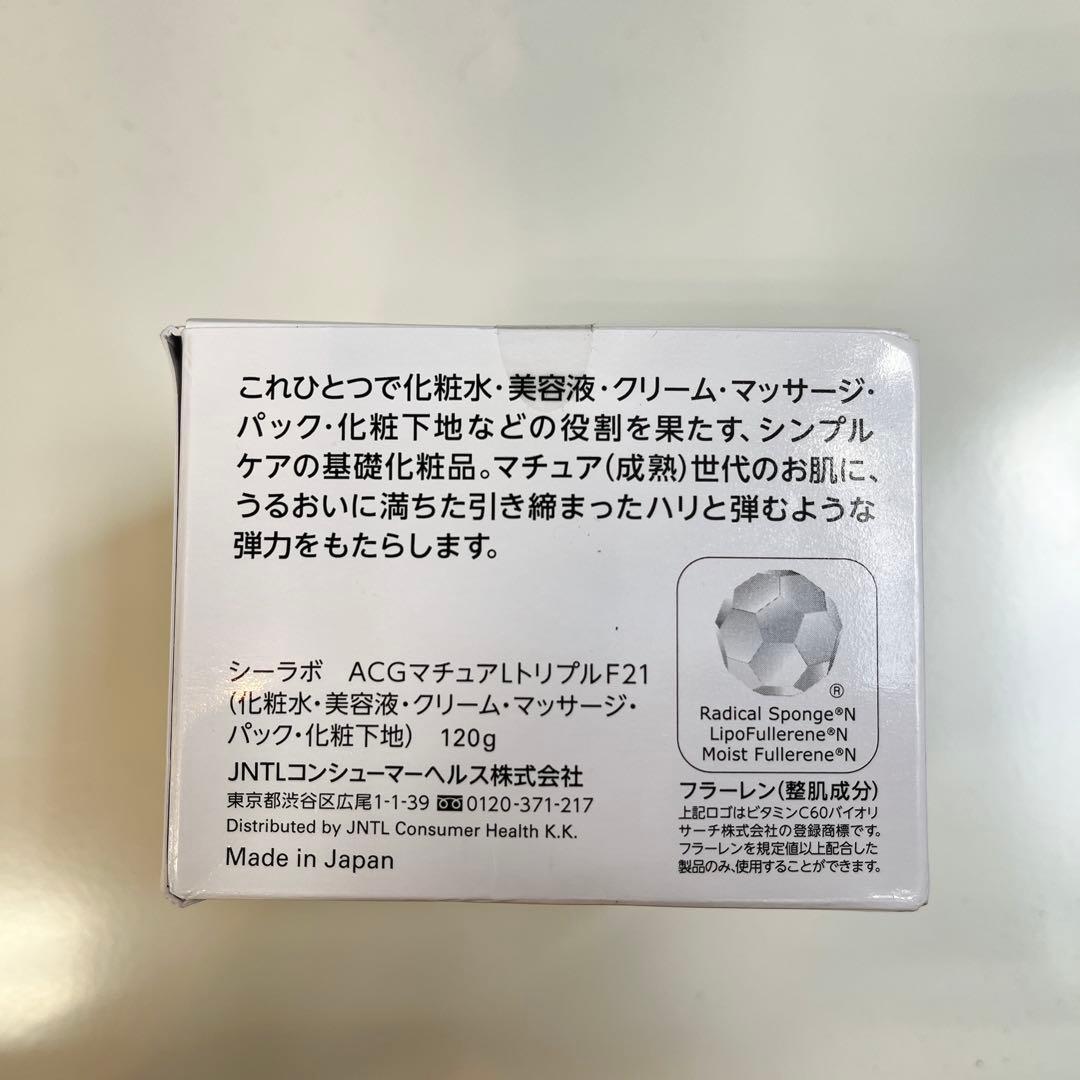 これひとつで化粧水・美容液・クリーム・マッサージ・
パック・化粧下地などの役割を果たす、シンプル
ケアの基礎化粧品。マチュア(成熟)世代のお肌に、
うるおいに満ちた引き締まったハリと弾むような
弾力をもたらします。
シーラボ ACGマチュアLトリプルF21
(化粧水・美容液・クリーム・マッサージ・
パック・化粧下地) 120g
JNTLコンシューマーヘルス株式会社
東京都渋谷区広尾1-1-39 0120-371-217
Distributed by JNTL Consumer Health K.K.
Made in Japan
®
Radical Sponge®N
LipoFullerene®N
Moist Fullerene®N
フラーレン(整肌成分)
上記ロゴはビタミンC60バイオリ
サーチ株式会社の登録商標です。
フラーレンを規定値以上配合した
製品のみ、使用することができます。